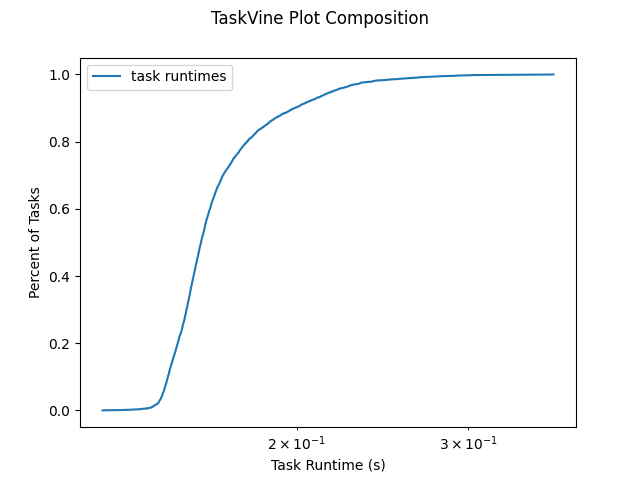 TaskVine Plot Composition
task runtimes
1.0
0.8
0.6
0.4
0.2
0.0
Percent of Tasks
2 × 10⁻¹
3 × 10⁻¹
Task Runtime (s)